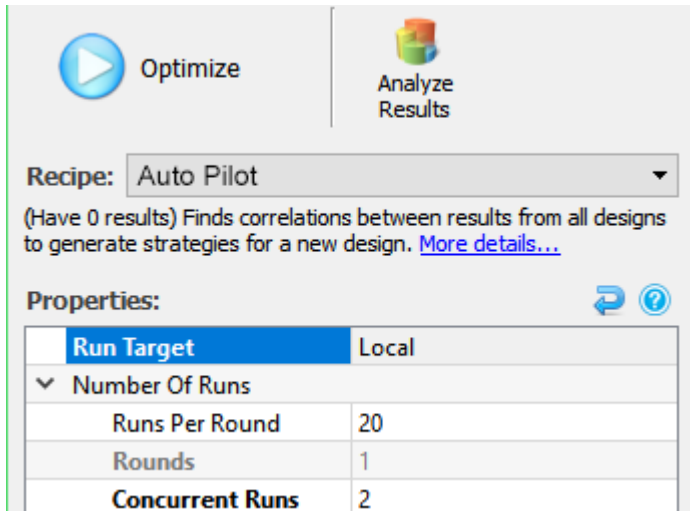 Optimize
Analyze
Results
Recipe: Auto Pilot
(Have 0 results) Finds correlations between results from all designs
to generate strategies for a new design. More details...
Properties:
Run Target Local
Number Of Runs
Runs Per Round 20
Rounds 1
Concurrent Runs 2